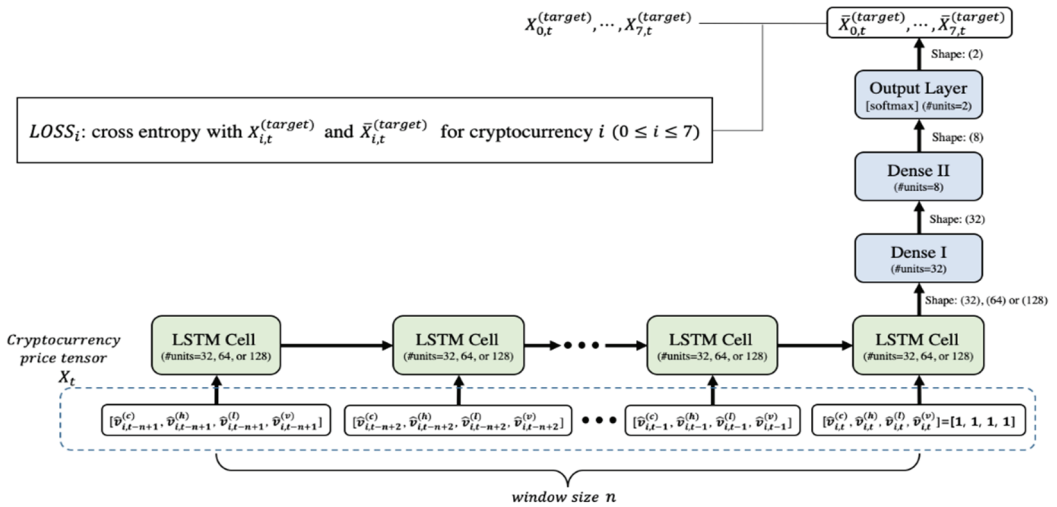 X_{0,t}^{(target)}, ⋯, X_{7,t}^{(target)}
X̄_{0,t}^{(target)}, ⋯, X̄_{7,t}^{(target)}
Shape: (2)
Output Layer
[softmax] (#units=2)
LOSS_i: cross entropy with X_{i,t}^{(target)} and X̄_{i,t}^{(target)} for cryptocurrency i (0 ≤ i ≤ 7)
Shape: (8)
Dense II
(#units=8)
Shape: (32)
Dense I
(#units=32)
Shape: (32), (64) or (128)
Cryptocurrency
price tensor
X_t
LSTM Cell
(#units=32, 64, or 128)
LSTM Cell
(#units=32, 64, or 128)
LSTM Cell
(#units=32, 64, or 128)
LSTM Cell
(#units=32, 64, or 128)
[v̂_{i,t−n+1}^{(c)}, v̂_{i,t−n+1}^{(h)}, v̂_{i,t−n+1}^{(l)}, v̂_{i,t−n+1}^{(v)}]
[v̂_{i,t−n+2}^{(c)}, v̂_{i,t−n+2}^{(h)}, v̂_{i,t−n+2}^{(l)}, v̂_{i,t−n+2}^{(v)}]
[v̂_{i,t−1}^{(c)}, v̂_{i,t−1}^{(h)}, v̂_{i,t−1}^{(l)}, v̂_{i,t−1}^{(v)}]
[v̂_{i,t}^{(c)}, v̂_{i,t}^{(h)}, v̂_{i,t}^{(l)}, v̂_{i,t}^{(v)}]=[1, 1, 1, 1]
window size n